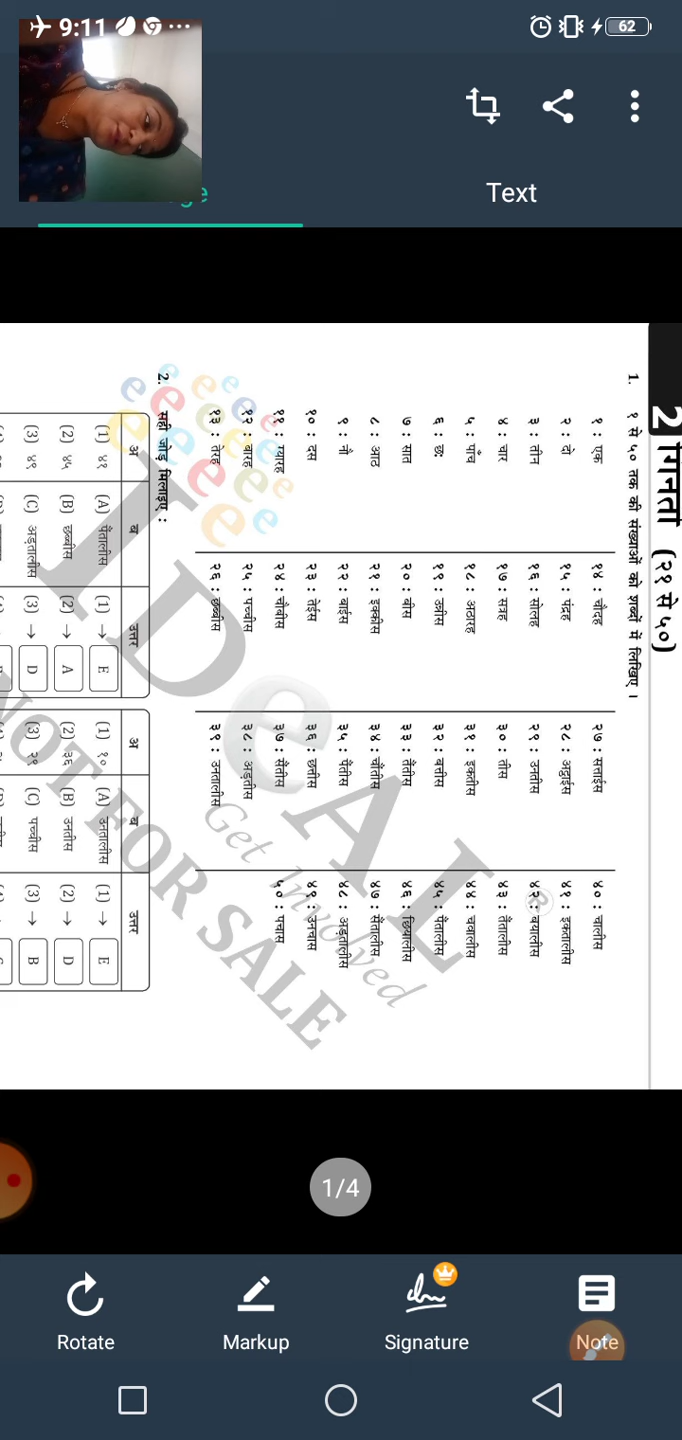 9:11
62
Text
2 गिनती (२१ से ५०)
1. १ से ५० तक की संख्याओं को शब्दों में लिखिए ।
१ : एक
२ : दो
३ : तीन
४ : चार
५ : पाँच
६ : छः
७ : सात
८ : आठ
९ : नौ
१० : दस
११ : ग्यारह
१२ : बारह
१३ : तेरह
१४ : चौदह
१५ : पंद्रह
१६ : सोलह
१७ : सत्रह
१८ : अठारह
१९ : उन्नीस
२० : बीस
२१ : इक्कीस
२२ : बाईस
२३ : तेईस
२४ : चौबीस
२५ : पच्चीस
२६ : छब्बीस
२७ : सत्ताईस
२८ : अट्ठाईस
२९ : उनतीस
३० : तीस
३१ : इकतीस
३२ : बत्तीस
३३ : तैंतीस
३४ : चौंतीस
३५ : पैंतीस
३६ : छत्तीस
३७ : सैंतीस
३८ : अड़तीस
३९ : उनतालीस
४० : चालीस
४१ : इकतालीस
४२ : बयालीस
४३ : तैंतालीस
४४ : चवालीस
४५ : पैंतालीस
४६ : छियालीस
४७ : सैंतालीस
४८ : अड़तालीस
४९ : उनचास
५० : पचास
2. सही जोड़ मिलाइए :
अ ब उत्तर
(1) ४१ (A) पैंतालीस (1) → E
(2) ४५ (B) छब्बीस (2) → A
(3) ४९ (C) अड़तालीस (3) → D
अ ब उत्तर
(1) १० (A) उनतालीस (1) → E
(2) ३६ (B) उनतीस (2) → D
(3) २९ (C) पच्चीस (3) → B
IDeAL ®
Get Involved
NOT FOR SALE
1/4
Rotate
Markup
Signature
Note